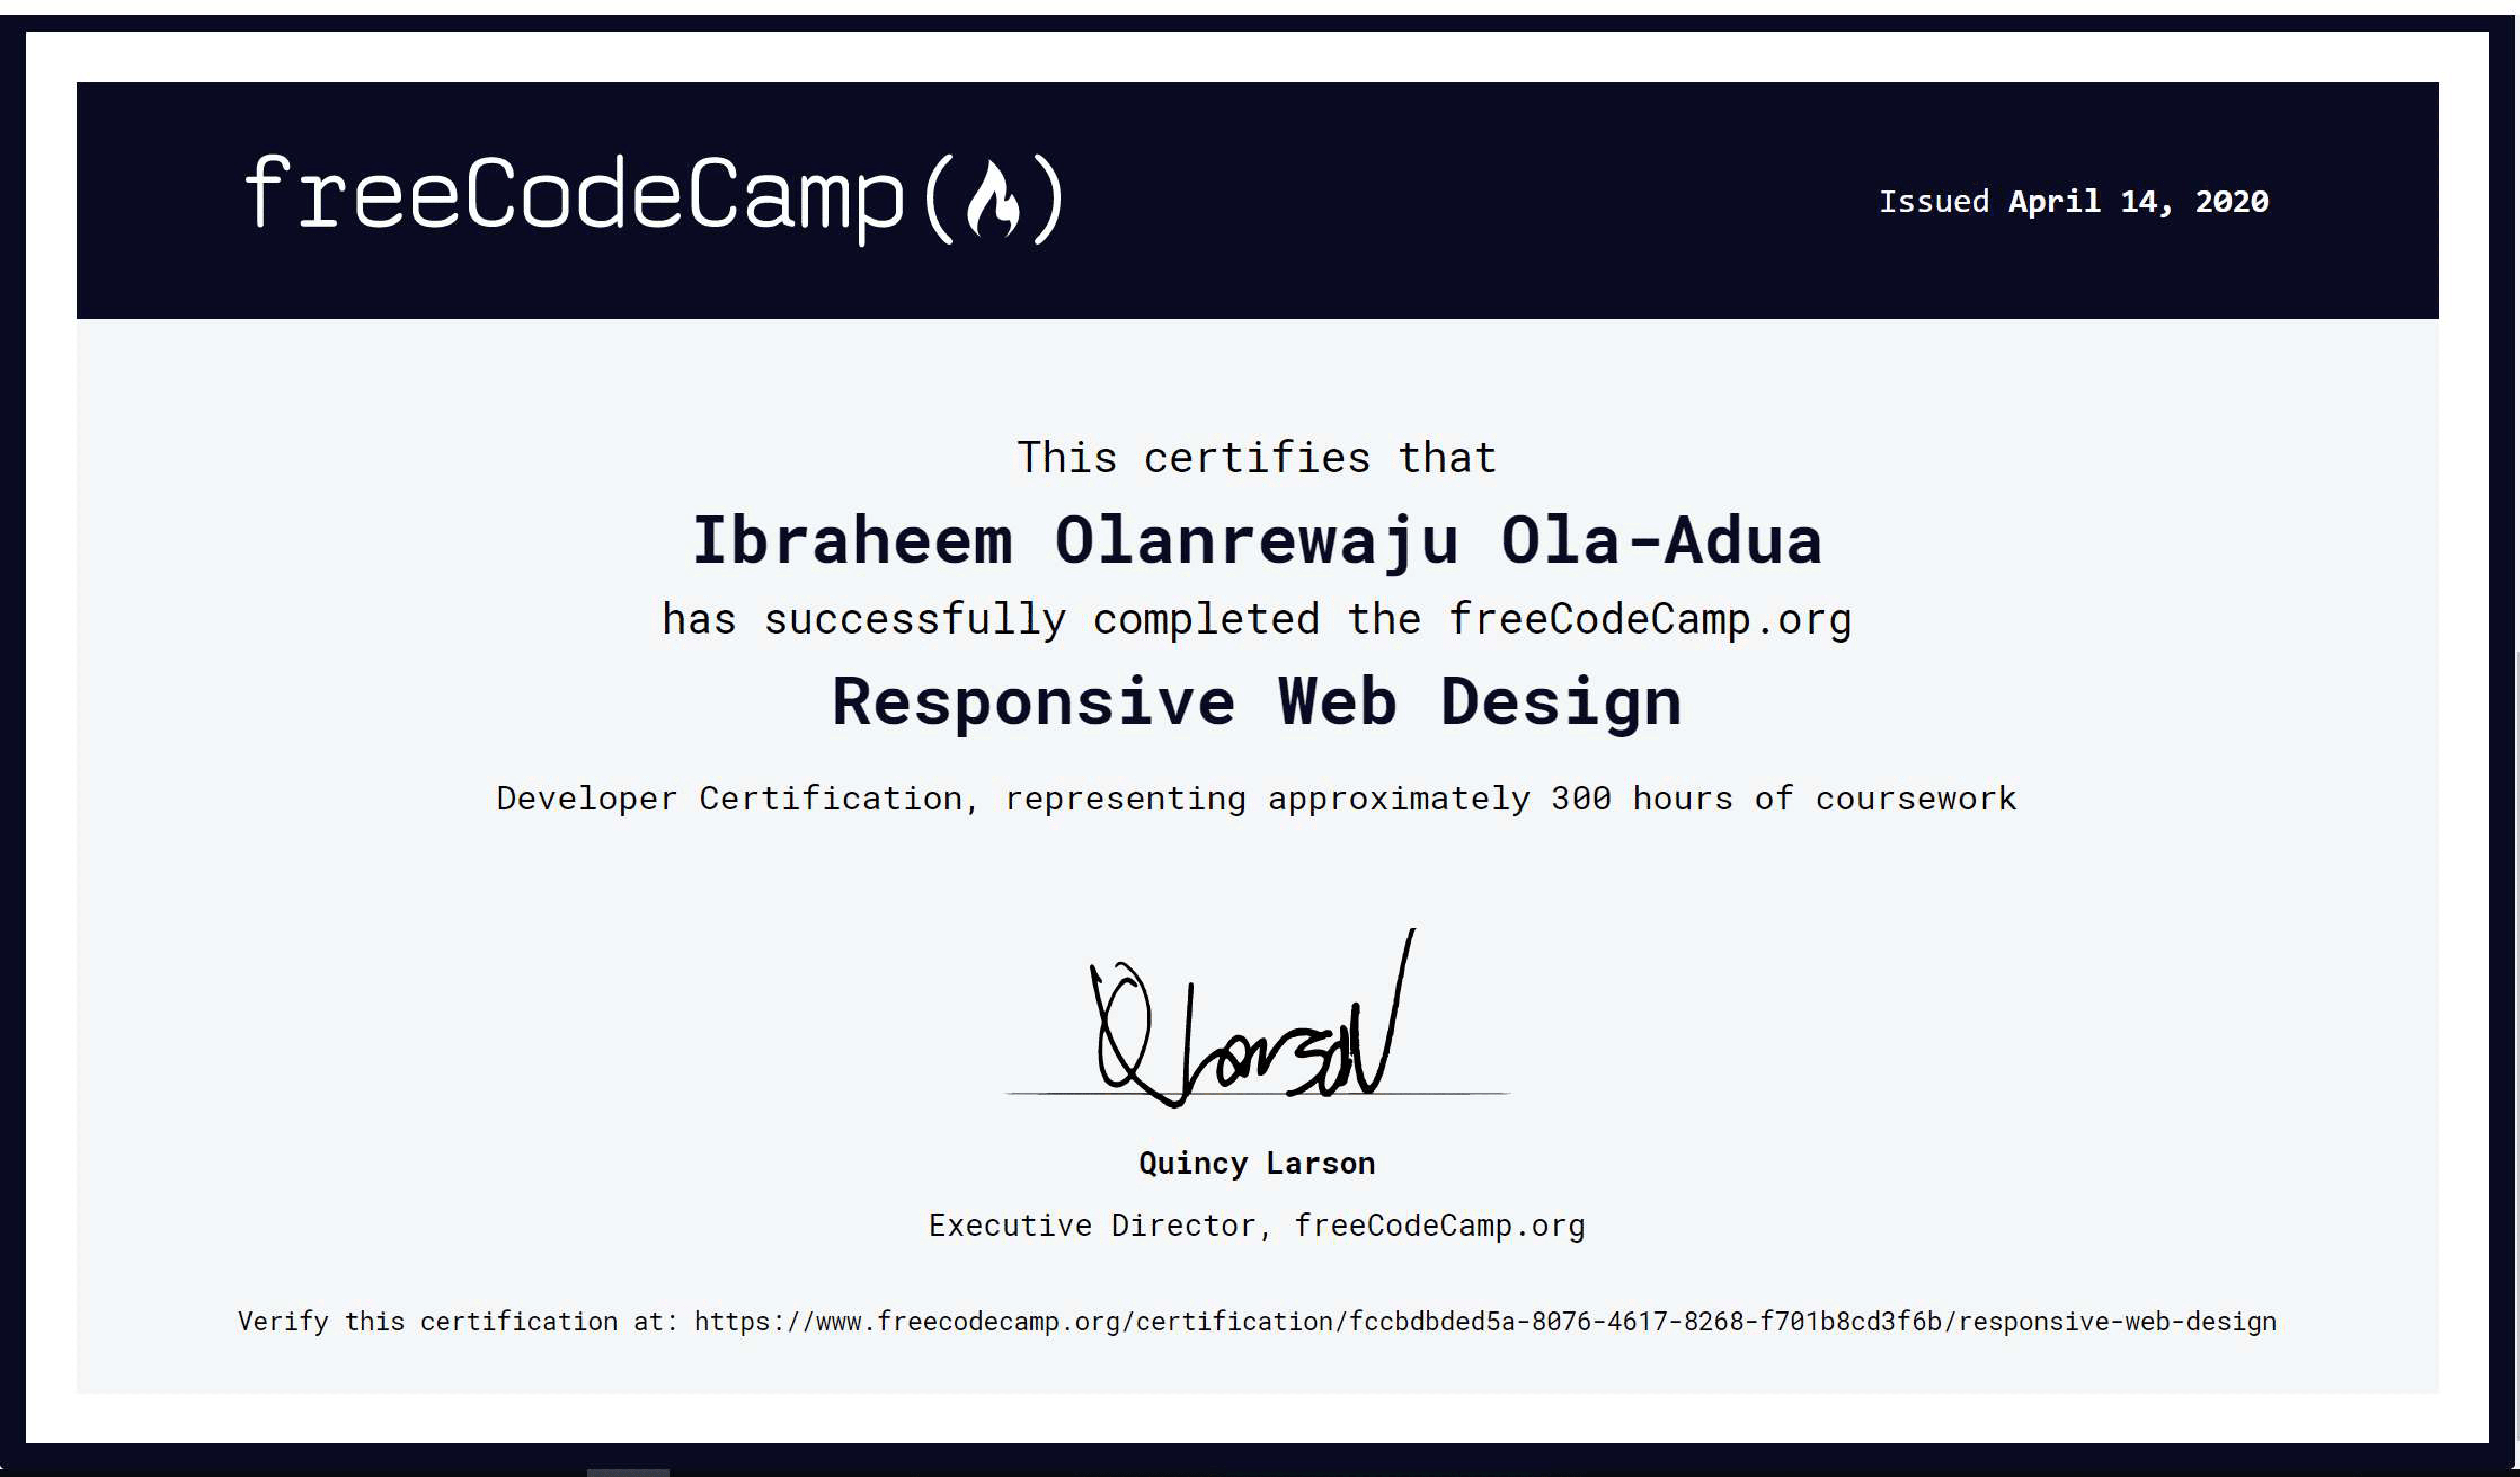 freeCodeCamp(🔥)
Issued April 14, 2020
This certifies that
Ibraheem Olanrewaju Ola-Adua
has successfully completed the freeCodeCamp.org
Responsive Web Design
Developer Certification, representing approximately 300 hours of coursework
QLarson
Quincy Larson
Executive Director, freeCodeCamp.org
Verify this certification at: https://www.freecodecamp.org/certification/fccbdbded5a-8076-4617-8268-f701b8cd3f6b/responsive-web-design